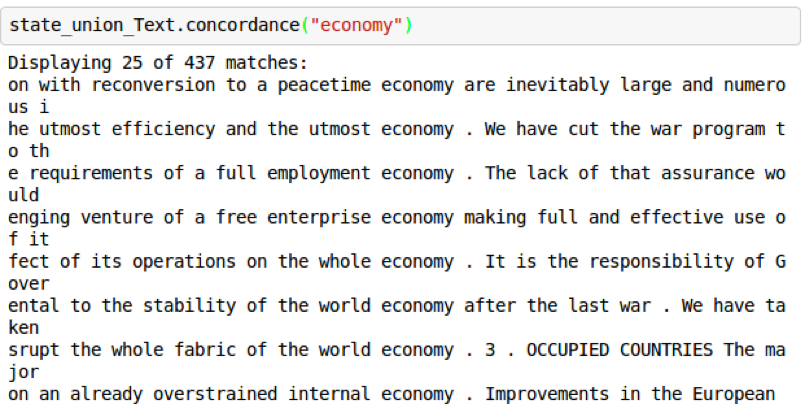 state_union_Text.concordance("economy")
Displaying 25 of 437 matches:
on with reconversion to a peacetime economy are inevitably large and numero
us i
he utmost efficiency and the utmost economy . We have cut the war program t
o th
e requirements of a full employment economy . The lack of that assurance wo
uld
enging venture of a free enterprise economy making full and effective use o
f it
fect of its operations on the whole economy . It is the responsibility of G
over
ental to the stability of the world economy after the last war . We have ta
ken
srupt the whole fabric of the world economy . 3 . OCCUPIED COUNTRIES The ma
jor
on an already overstrained internal economy . Improvements in the European